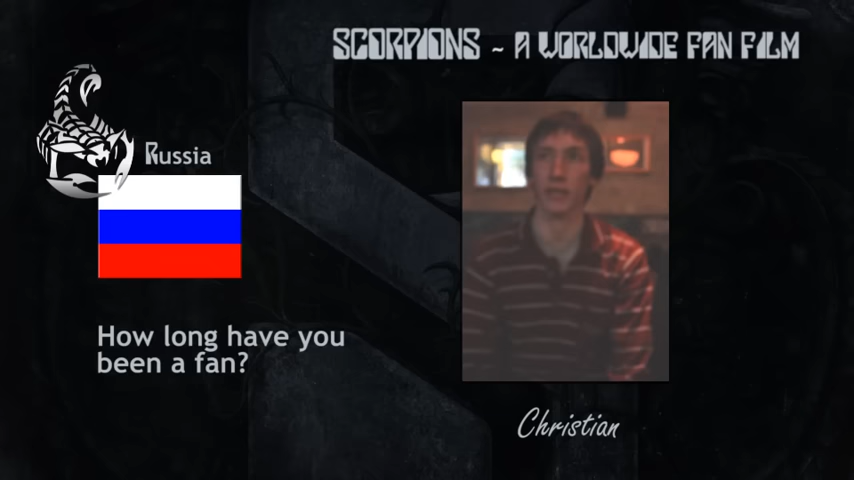 SCORPIONS ~ A WORLDWIDE FAN FILM
Russia
How long have you
been a fan?
Christian